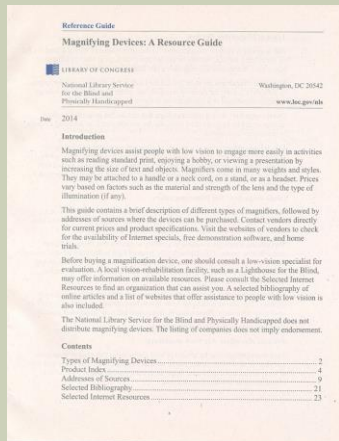 Reference Guide
Magnifying Devices: A Resource Guide
LIBRARY OF CONGRESS
National Library Service
for the Blind and
Physically Handicapped
Washington, DC 20542
www.loc.gov/nls
Date 2014
Introduction
Magnifying devices assist people with low vision to engage more easily in activities
such as reading standard print, enjoying a hobby, or viewing a presentation by
increasing the size of text and objects. Magnifiers come in many weights and styles.
They may be attached to a handle or a neck cord, on a stand, or as a headset. Prices
vary based on factors such as the material and strength of the lens and the type of
illumination (if any).
This guide contains a brief description of different types of magnifiers, followed by
addresses of sources where the devices can be purchased. Contact vendors directly
for current prices and product specifications. Visit the websites of vendors to check
for the availability of Internet specials, free demonstration software, and home
trials.
Before buying a magnification device, one should consult a low-vision specialist for
evaluation. A local vision-rehabilitation facility, such as a Lighthouse for the Blind,
may offer information on available resources. Please consult the Selected Internet
Resources to find an organization that can assist you. A selected bibliography of
online articles and a list of websites that offer assistance to people with low vision is
also included.
The National Library Service for the Blind and Physically Handicapped does not
distribute magnifying devices. The listing of companies does not imply endorsement.
Contents
Types of Magnifying Devices 2
Product Index 4
Addresses of Sources 9
Selected Bibliography 21
Selected Internet Resources 23